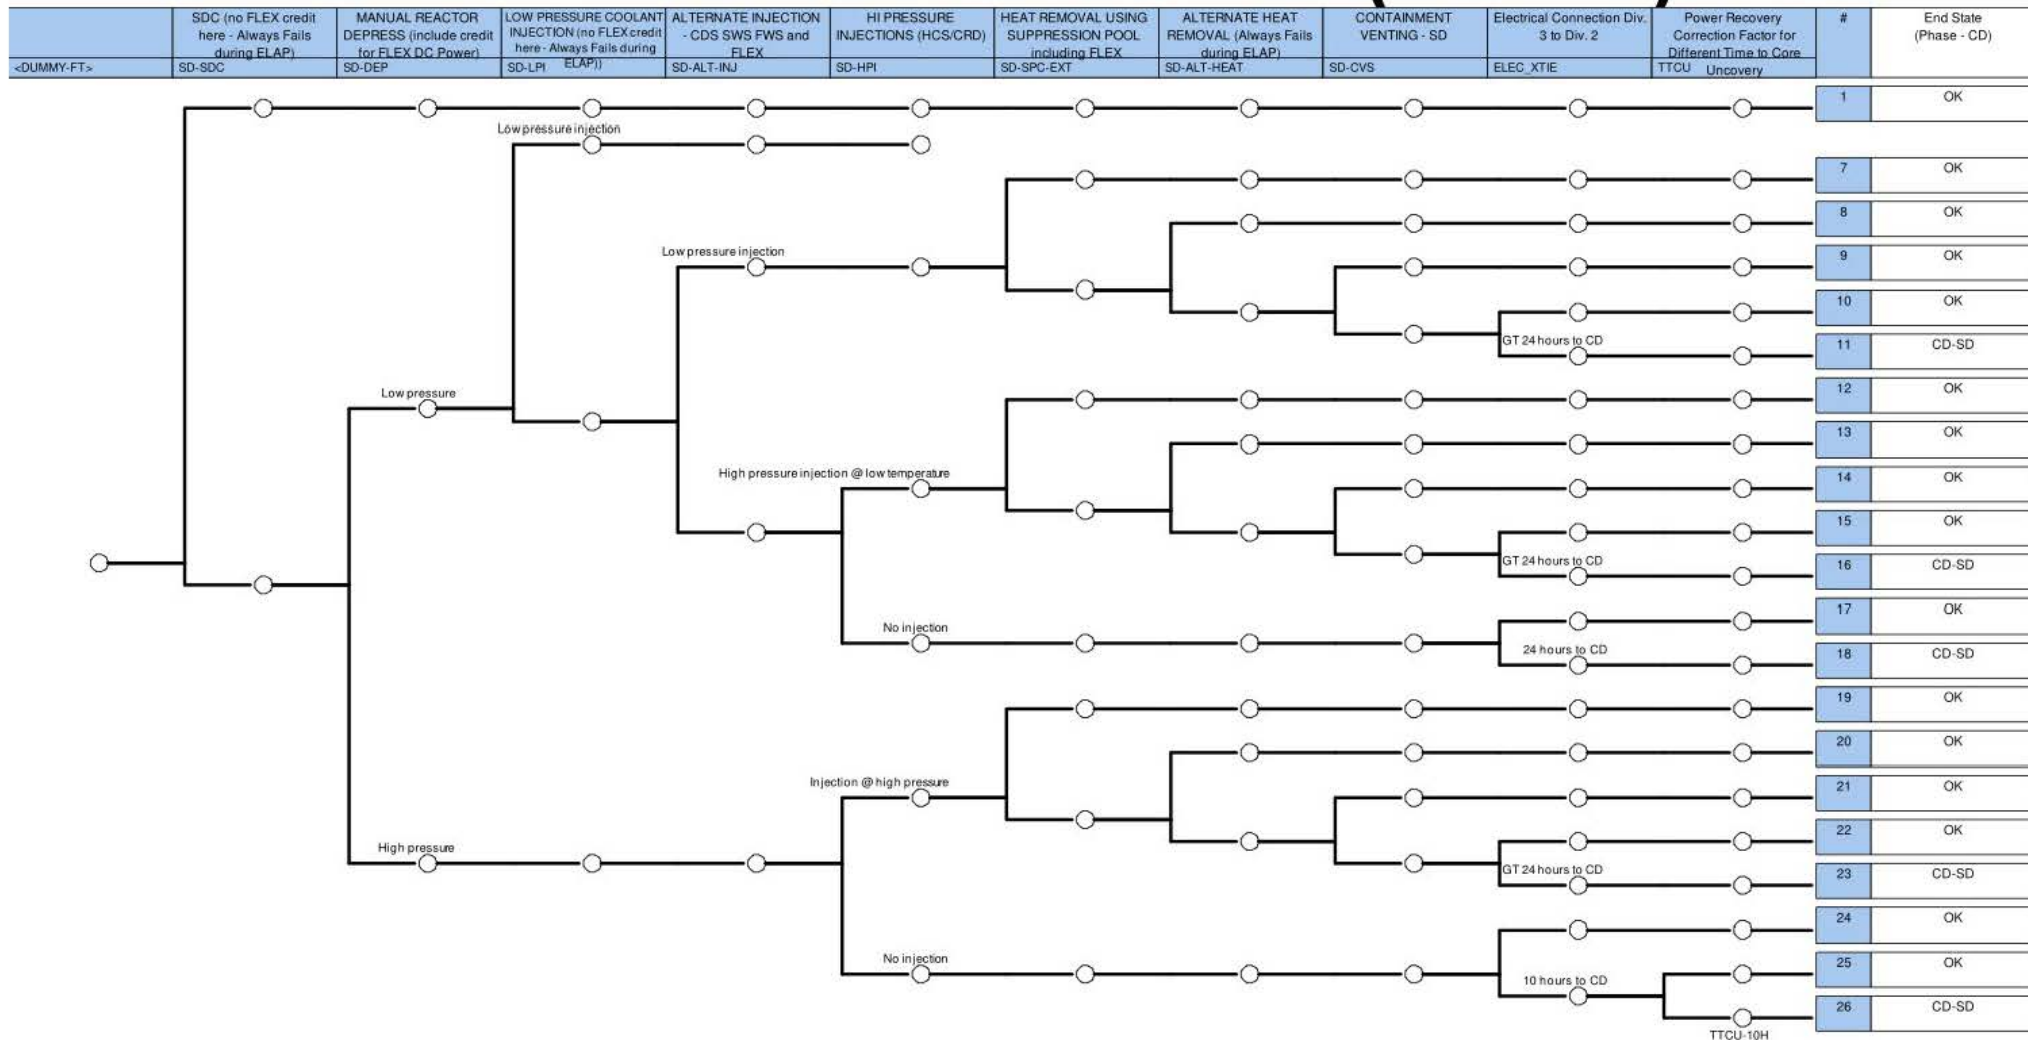 SDC (no FLEX credit
here - Always Fails
during ELAP)
MANUAL REACTOR
DEPRESS (include credit
for FLEX DC Power)
LOW PRESSURE COOLANT
INJECTION (no FLEX credit
here - Always Fails during
ELAP))
ALTERNATE INJECTION
- CDS SWS FWS and
FLEX
HI PRESSURE
INJECTIONS (HCS/CRD)
HEAT REMOVAL USING
SUPPRESSION POOL
including FLEX
ALTERNATE HEAT
REMOVAL (Always Fails
during ELAP)
CONTAINMENT
VENTING - SD
Electrical Connection Div.
3 to Div. 2
Power Recovery
Correction Factor for
Different Time to Core
Uncovery
#
End State
(Phase - CD)
<DUMMY-FT>
SD-SDC
SD-DEP
SD-LPI
SD-ALT-INJ
SD-HPI
SD-SPC-EXT
SD-ALT-HEAT
SD-CVS
ELEC_XTIE
TTCU
1 OK
Low pressure injection
7 OK
8 OK
Low pressure injection
9 OK
10 OK
GT 24 hours to CD
11 CD-SD
Low pressure
12 OK
13 OK
High pressure injection @ low temperature
14 OK
15 OK
GT 24 hours to CD
16 CD-SD
No injection
17 OK
24 hours to CD
18 CD-SD
19 OK
20 OK
Injection @ high pressure
21 OK
22 OK
High pressure
GT 24 hours to CD
23 CD-SD
24 OK
No injection
25 OK
10 hours to CD
26 CD-SD
TTCU-10H